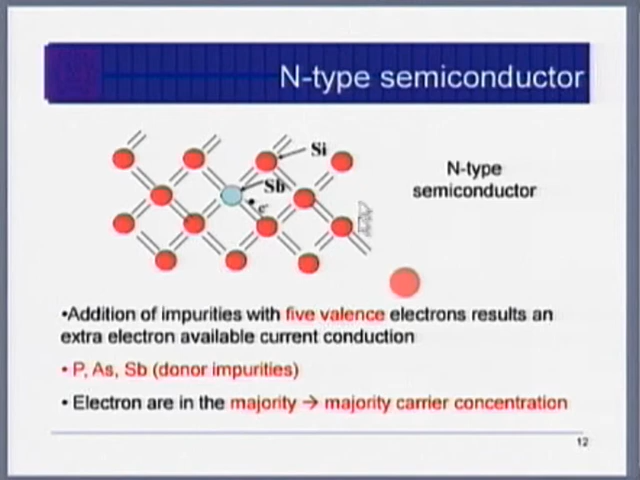 N-type semiconductor
Si
Sb
e
N-type
semiconductor
•Addition of impurities with five valence electrons results an
extra electron available current conduction
• P, As, Sb (donor impurities)
• Electron are in the majority → majority carrier concentration
12